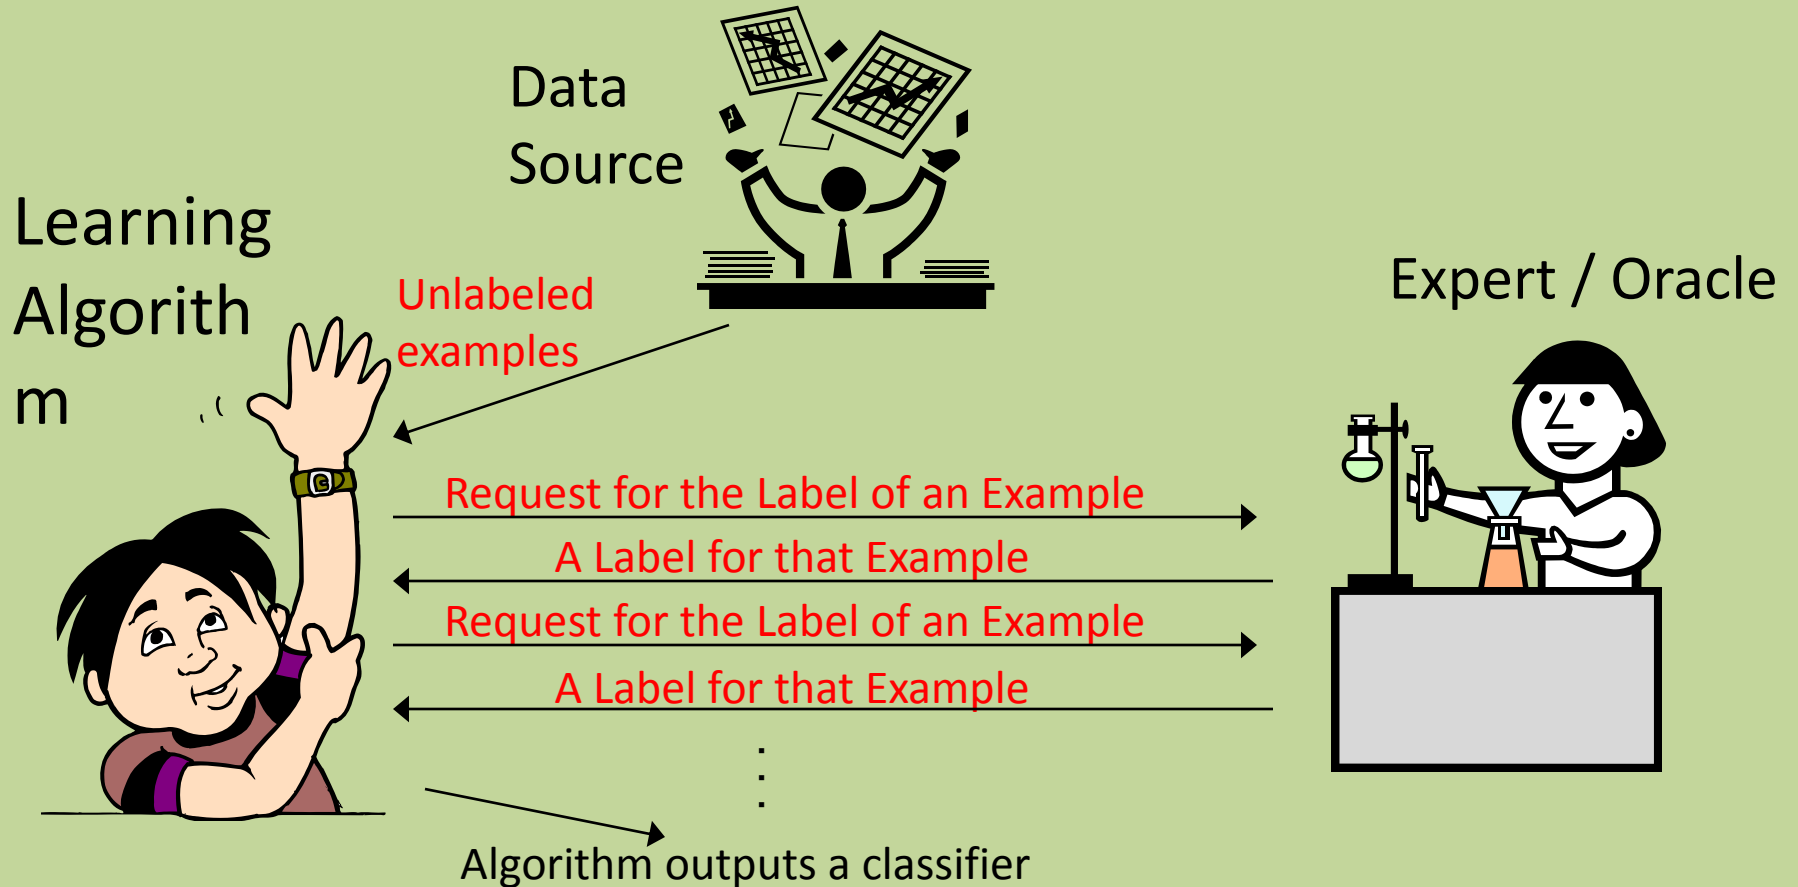 Data
Source
Learning
Algorith
m
Unlabeled
examples
Expert / Oracle
Request for the Label of an Example
A Label for that Example
Request for the Label of an Example
A Label for that Example
.
.
.
Algorithm outputs a classifier